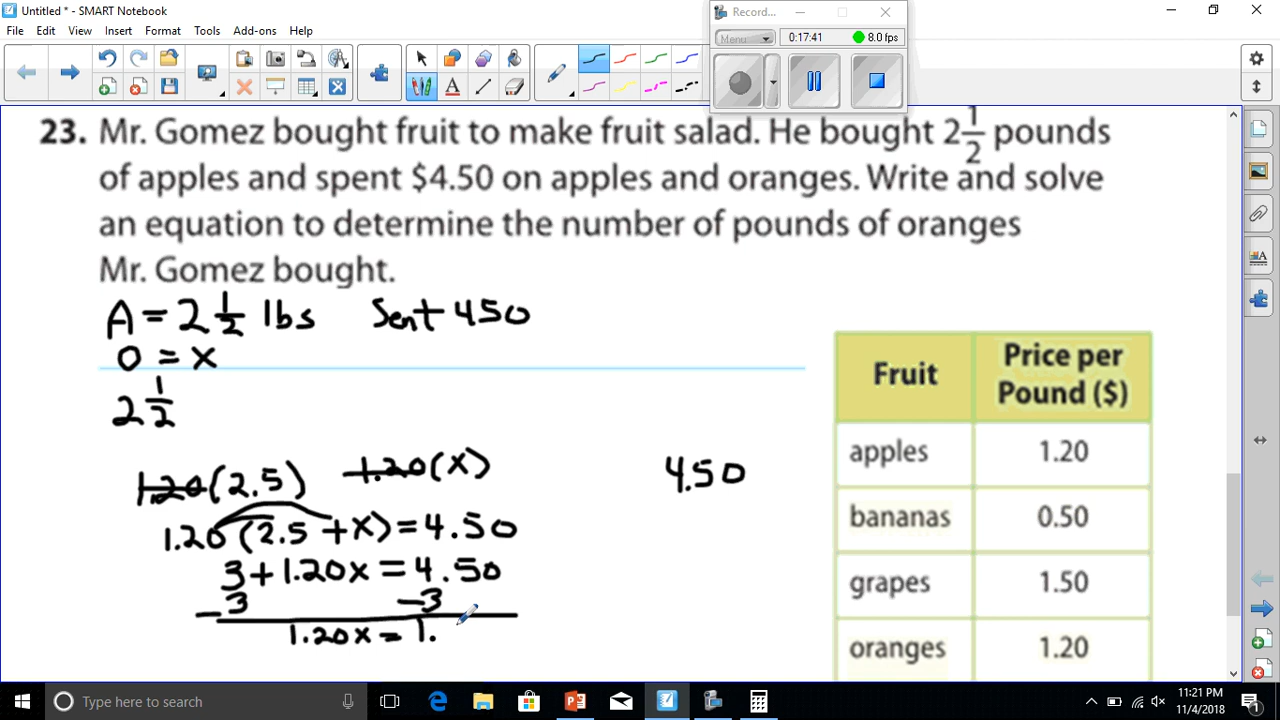 Untitled * - SMART Notebook
Record...
File Edit View Insert Format Tools Add-ons Help
Menu 0:17:41 8.0 fps
23. Mr. Gomez bought fruit to make fruit salad. He bought 2 1/2 pounds
of apples and spent $4.50 on apples and oranges. Write and solve
an equation to determine the number of pounds of oranges
Mr. Gomez bought.
A = 2 1/2 lbs Sent 450
O = x
2 1/2
1.20(2.5) 1.20(x) 4.50
1.20(2.5 + x) = 4.50
3 + 1.20x = 4.50
-3 -3
1.20x = 1.
Fruit Price per Pound ($)
apples 1.20
bananas 0.50
grapes 1.50
oranges 1.20
Type here to search
11:21 PM
11/4/2018